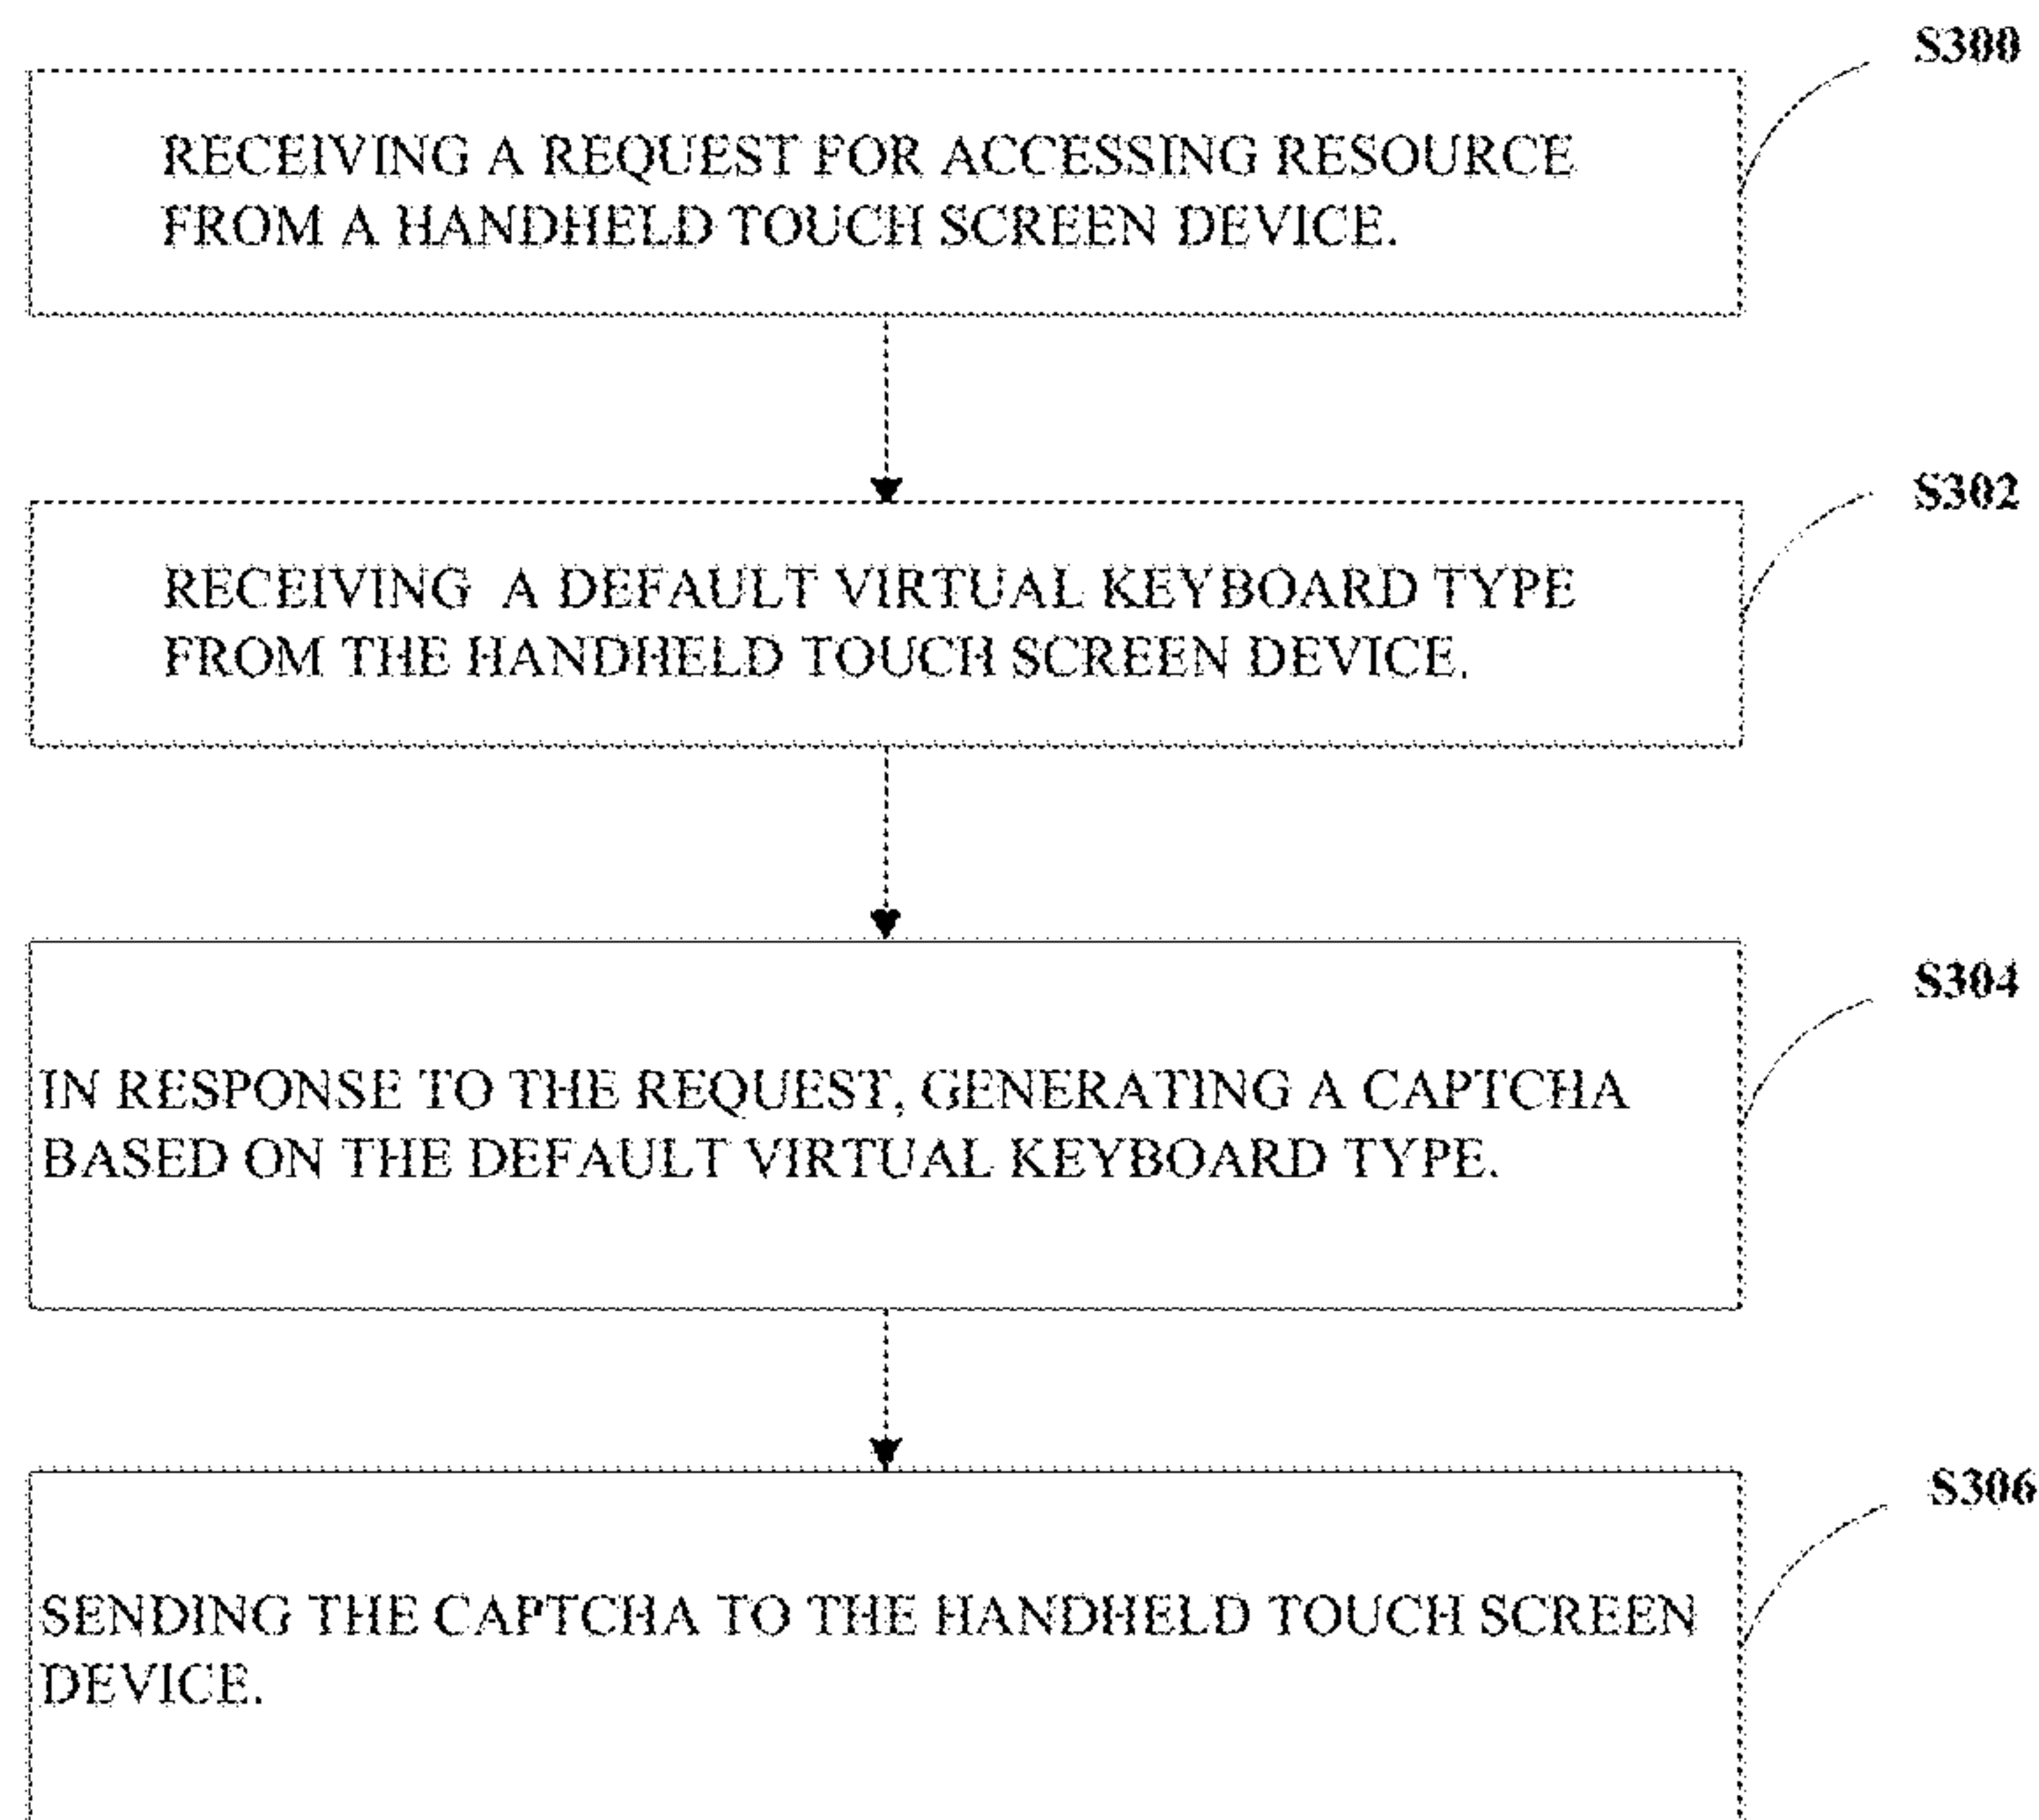 S300
RECEIVING A REQUEST FOR ACCESSING RESOURCE
FROM A HANDHELD TOUCH SCREEN DEVICE.
S302
RECEIVING A DEFAULT VIRTUAL KEYBOARD TYPE
FROM THE HANDHELD TOUCH SCREEN DEVICE.
S304
IN RESPONSE TO THE REQUEST, GENERATING A CAPTCHA
BASED ON THE DEFAULT VIRTUAL KEYBOARD TYPE.
S306
SENDING THE CAPTCHA TO THE HANDHELD TOUCH SCREEN
DEVICE.